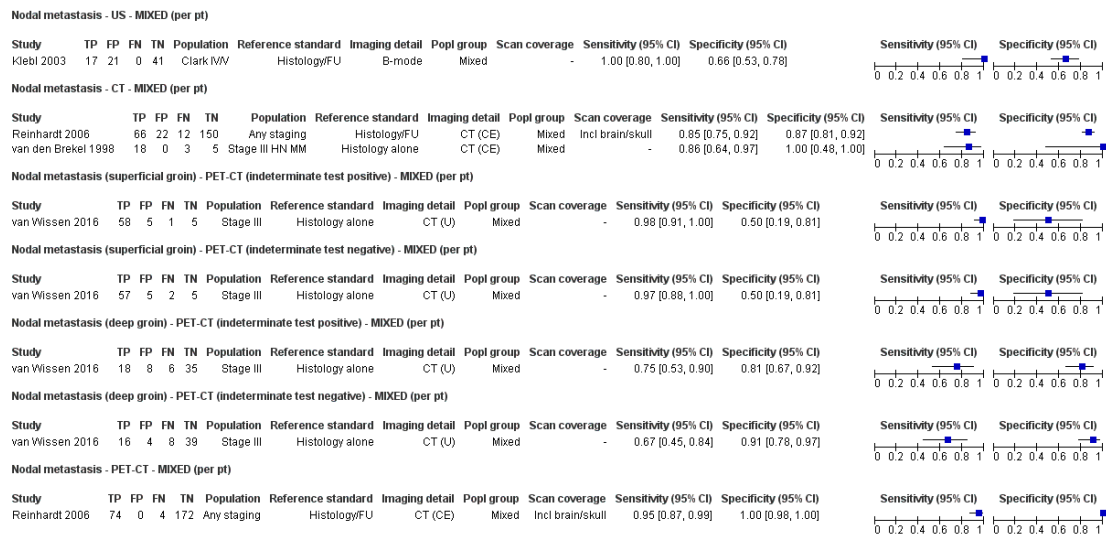 Nodal metastasis - US - MIXED (per pt)
Study TP FP FN TN Population Reference standard Imaging detail Popl group Scan coverage Sensitivity (95% CI) Specificity (95% CI) Sensitivity (95% CI) Specificity (95% CI)
Klebl 2003 17 21 0 41 Clark IV/V Histology/FU B-mode Mixed - 1.00 [0.80, 1.00] 0.66 [0.53, 0.78]
0 0.2 0.4 0.6 0.8 1 0 0.2 0.4 0.6 0.8 1
Nodal metastasis - CT - MIXED (per pt)
Study TP FP FN TN Population Reference standard Imaging detail Popl group Scan coverage Sensitivity (95% CI) Specificity (95% CI) Sensitivity (95% CI) Specificity (95% CI)
Reinhardt 2006 66 22 12 150 Any staging Histology/FU CT (CE) Mixed Incl brain/skull 0.85 [0.75, 0.92] 0.87 [0.81, 0.92]
van den Brekel 1998 18 0 3 5 Stage III HN MM Histology alone CT (CE) Mixed - 0.86 [0.64, 0.97] 1.00 [0.48, 1.00]
0 0.2 0.4 0.6 0.8 1 0 0.2 0.4 0.6 0.8 1
Nodal metastasis (superficial groin) - PET-CT (indeterminate test positive) - MIXED (per pt)
Study TP FP FN TN Population Reference standard Imaging detail Popl group Scan coverage Sensitivity (95% CI) Specificity (95% CI) Sensitivity (95% CI) Specificity (95% CI)
van Wissen 2016 58 5 1 5 Stage III Histology alone CT (U) Mixed - 0.98 [0.91, 1.00] 0.50 [0.19, 0.81]
0 0.2 0.4 0.6 0.8 1 0 0.2 0.4 0.6 0.8 1
Nodal metastasis (superficial groin) - PET-CT (indeterminate test negative) - MIXED (per pt)
Study TP FP FN TN Population Reference standard Imaging detail Popl group Scan coverage Sensitivity (95% CI) Specificity (95% CI) Sensitivity (95% CI) Specificity (95% CI)
van Wissen 2016 57 5 2 5 Stage III Histology alone CT (U) Mixed - 0.97 [0.88, 1.00] 0.50 [0.19, 0.81]
0 0.2 0.4 0.6 0.8 1 0 0.2 0.4 0.6 0.8 1
Nodal metastasis (deep groin) - PET-CT (indeterminate test positive) - MIXED (per pt)
Study TP FP FN TN Population Reference standard Imaging detail Popl group Scan coverage Sensitivity (95% CI) Specificity (95% CI) Sensitivity (95% CI) Specificity (95% CI)
van Wissen 2016 18 8 6 35 Stage III Histology alone CT (U) Mixed - 0.75 [0.53, 0.90] 0.81 [0.67, 0.92]
0 0.2 0.4 0.6 0.8 1 0 0.2 0.4 0.6 0.8 1
Nodal metastasis (deep groin) - PET-CT (indeterminate test negative) - MIXED (per pt)
Study TP FP FN TN Population Reference standard Imaging detail Popl group Scan coverage Sensitivity (95% CI) Specificity (95% CI) Sensitivity (95% CI) Specificity (95% CI)
van Wissen 2016 16 4 8 39 Stage III Histology alone CT (U) Mixed - 0.67 [0.45, 0.84] 0.91 [0.78, 0.97]
0 0.2 0.4 0.6 0.8 1 0 0.2 0.4 0.6 0.8 1
Nodal metastasis - PET-CT - MIXED (per pt)
Study TP FP FN TN Population Reference standard Imaging detail Popl group Scan coverage Sensitivity (95% CI) Specificity (95% CI) Sensitivity (95% CI) Specificity (95% CI)
Reinhardt 2006 74 0 4 172 Any staging Histology/FU CT (CE) Mixed Incl brain/skull 0.95 [0.87, 0.99] 1.00 [0.98, 1.00]
0 0.2 0.4 0.6 0.8 1 0 0.2 0.4 0.6 0.8 1